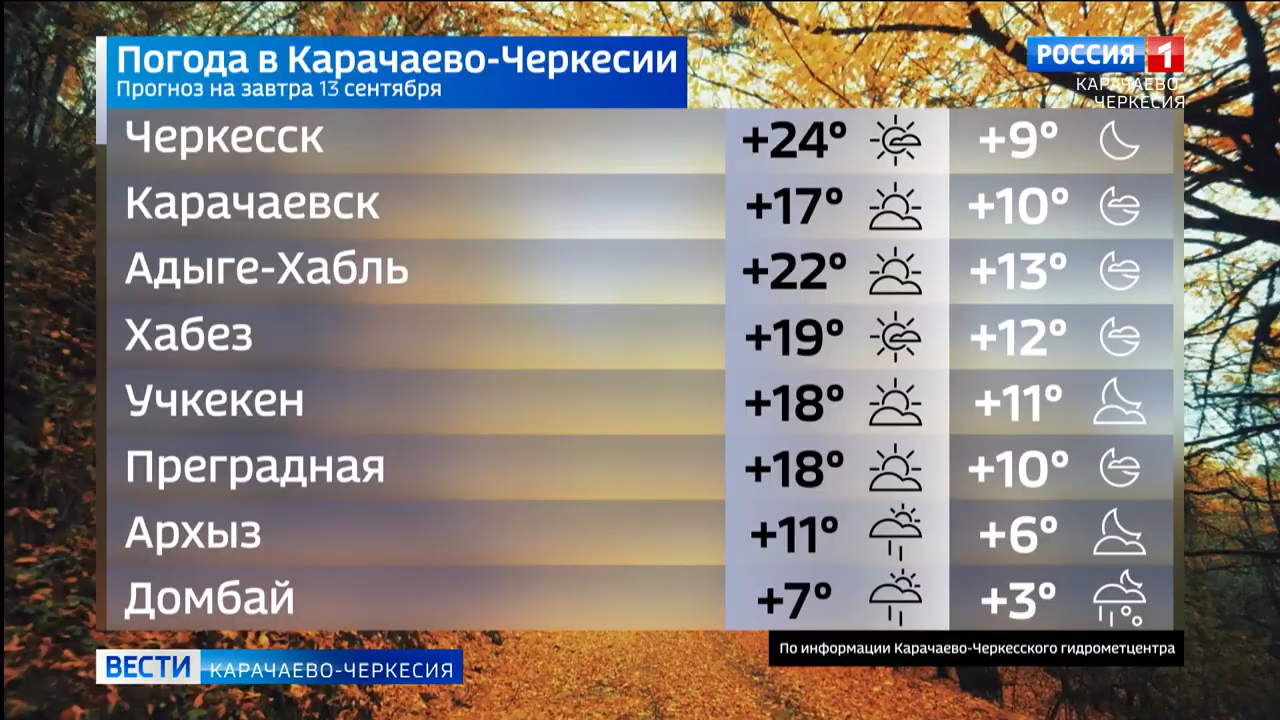 Погода в Карачаево-Черкесии
Прогноз на завтра 13 сентября
РОССИЯ 1
КАРАЧАЕВО-
ЧЕРКЕСИЯ
Черкесск +24° +9°
Карачаевск +17° +10°
Адыге-Хабль +22° +13°
Хабез +19° +12°
Учкекен +18° +11°
Преградная +18° +10°
Архыз +11° +6°
Домбай +7° +3°
По информации Карачаево-Черкесского гидрометцентра
ВЕСТИ КАРАЧАЕВО-ЧЕРКЕСИЯ